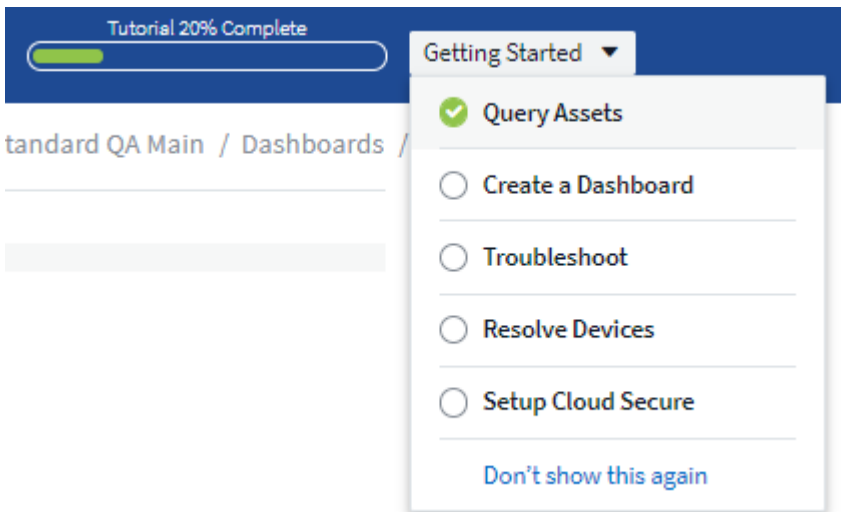 Tutorial 20% Complete
Getting Started
Query Assets
tandard QA Main / Dashboards /
Create a Dashboard
Troubleshoot
Resolve Devices
Setup Cloud Secure
Don't show this again